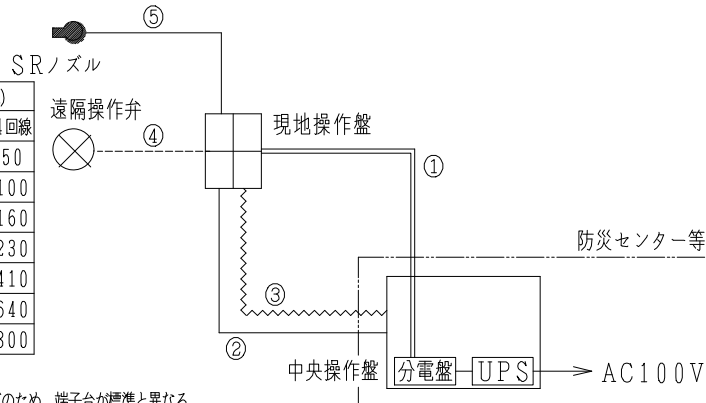 ⑤
SRノズル
)
回線
50
100
160
230
410
640
800
遠隔操作弁
④
現地操作盤
①
防災センター等
③
②
中央操作盤
分電盤
UPS
AC100V
のため、端子台が標準と異なる